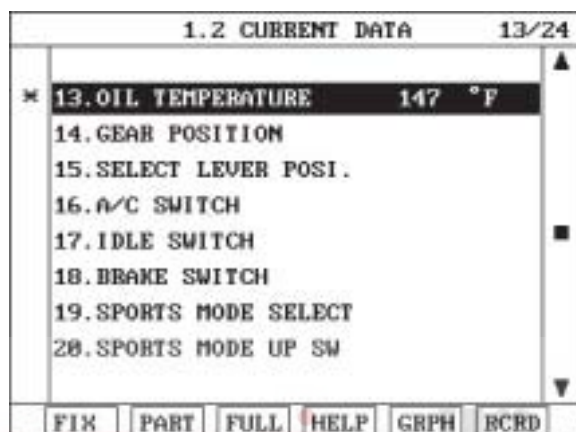 1.2 CURRENT DATA 13/24
* 13.OIL TEMPERATURE 147 °F
14.GEAR POSITION
15.SELECT LEVER POSI.
16.A/C SWITCH
17.IDLE SWITCH
18.BRAKE SWITCH
19.SPORTS MODE SELECT
20.SPORTS MODE UP SW
FIX PART FULL HELP GRPH RCRD